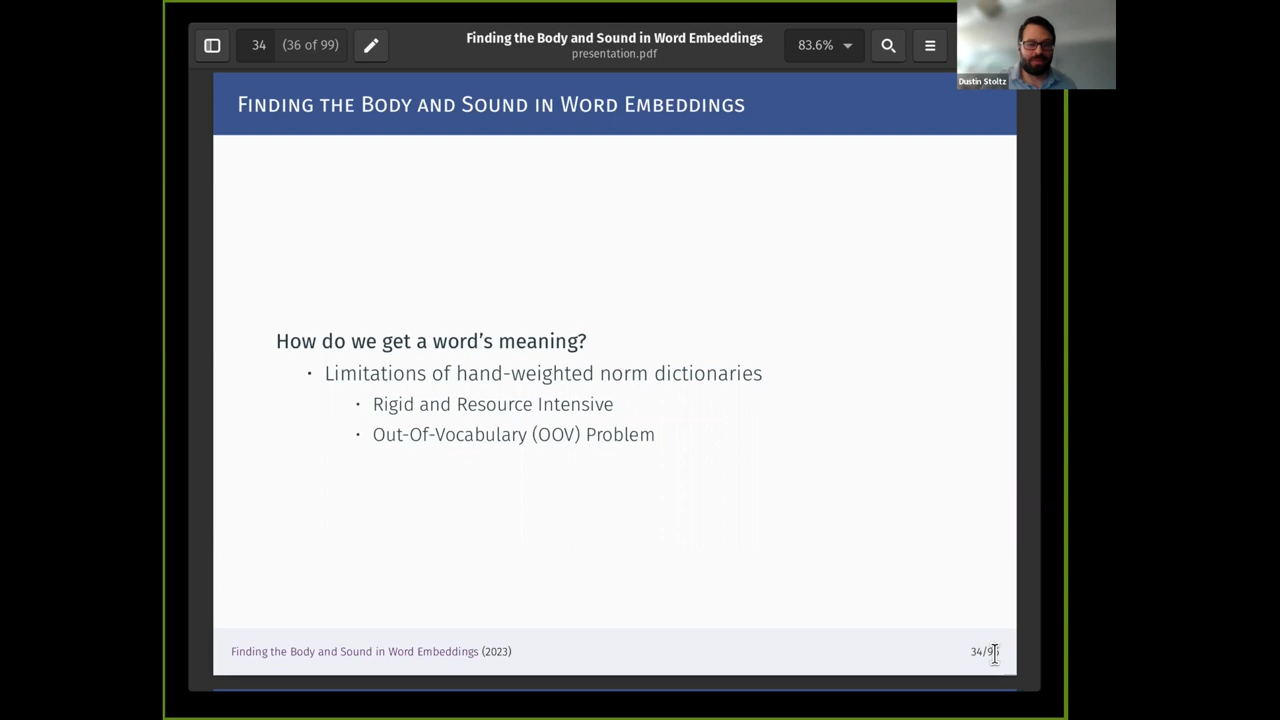 34 (36 of 99)
Finding the Body and Sound in Word Embeddings
presentation.pdf
83.6%
Dustin Stoltz
Finding the Body and Sound in Word Embeddings
How do we get a word's meaning?
· Limitations of hand-weighted norm dictionaries
· Rigid and Resource Intensive
· Out-Of-Vocabulary (OOV) Problem
Finding the Body and Sound in Word Embeddings (2023)